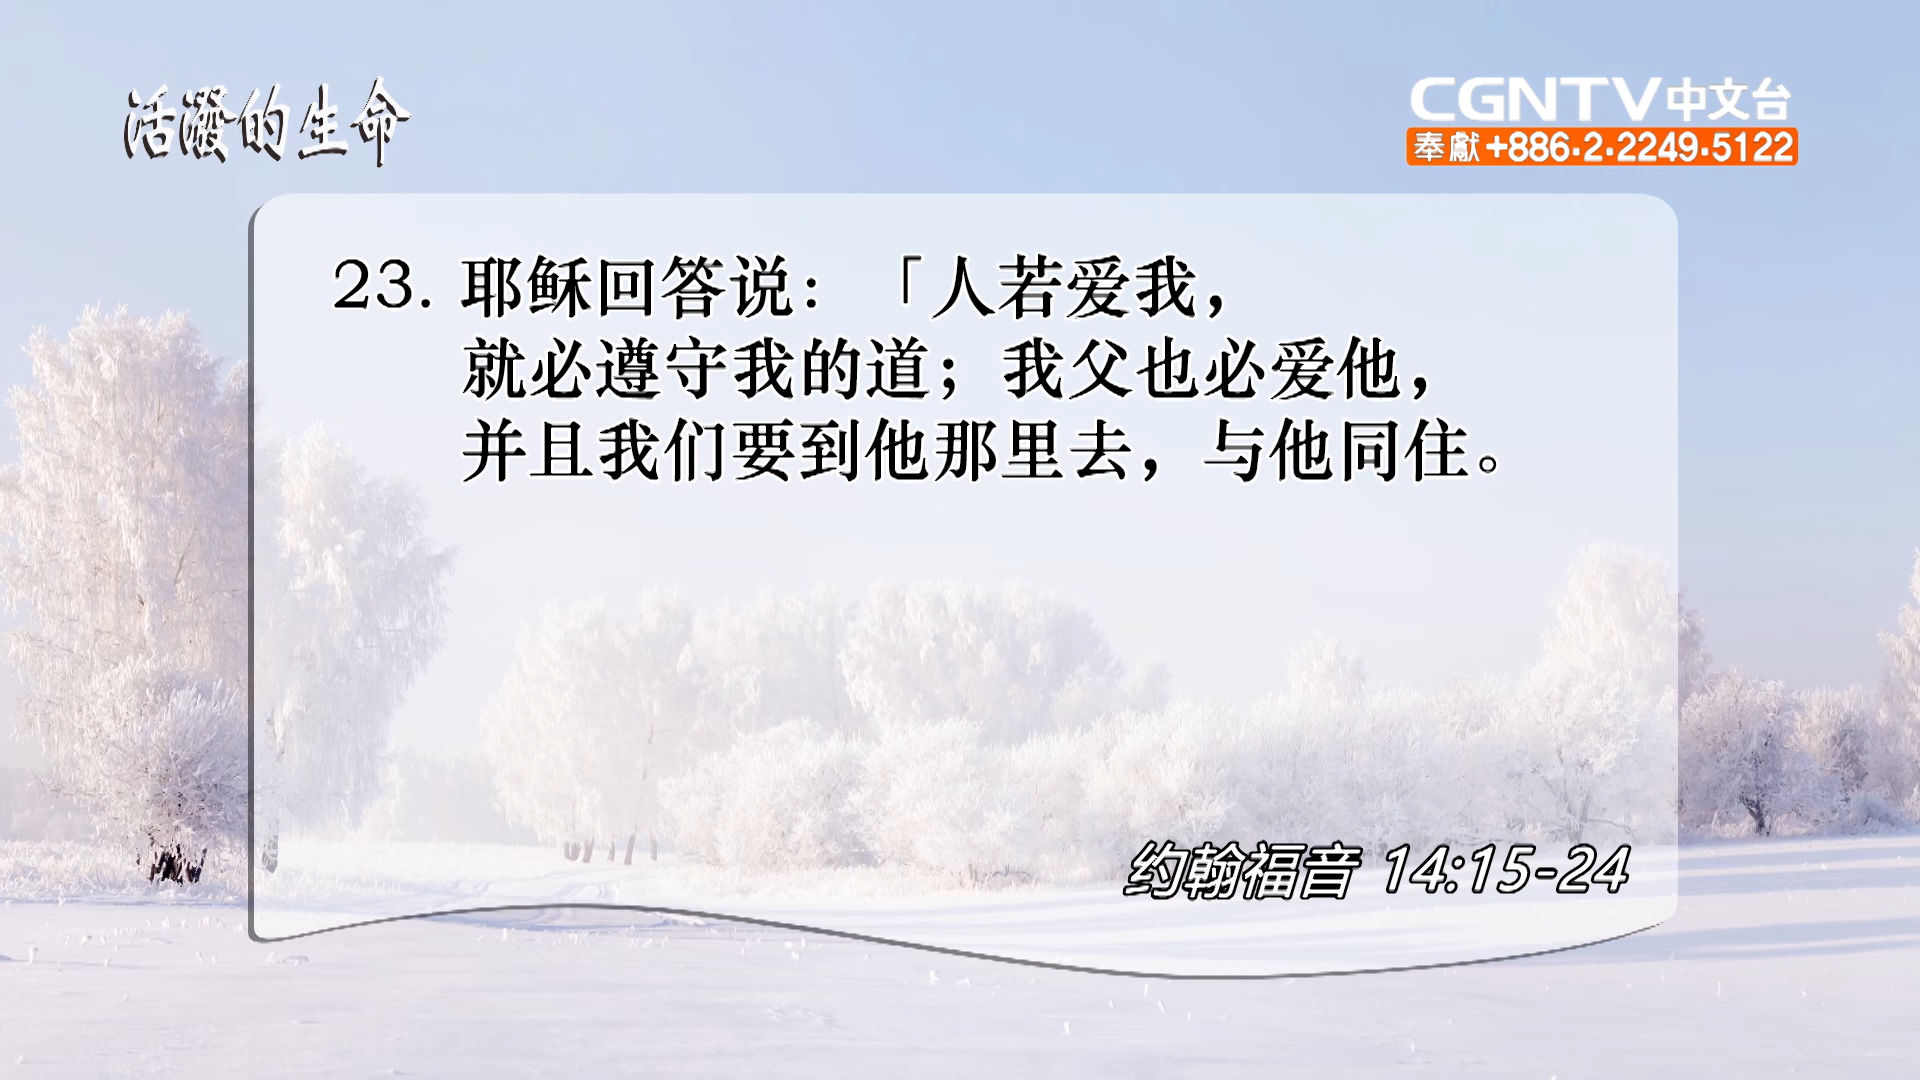 活潑的生命
CGNTV中文台
奉獻+886·2·2249·5122
23. 耶稣回答说：「人若爱我，
就必遵守我的道；我父也必爱他，
并且我们要到他那里去，与他同住。
约翰福音 14:15-24